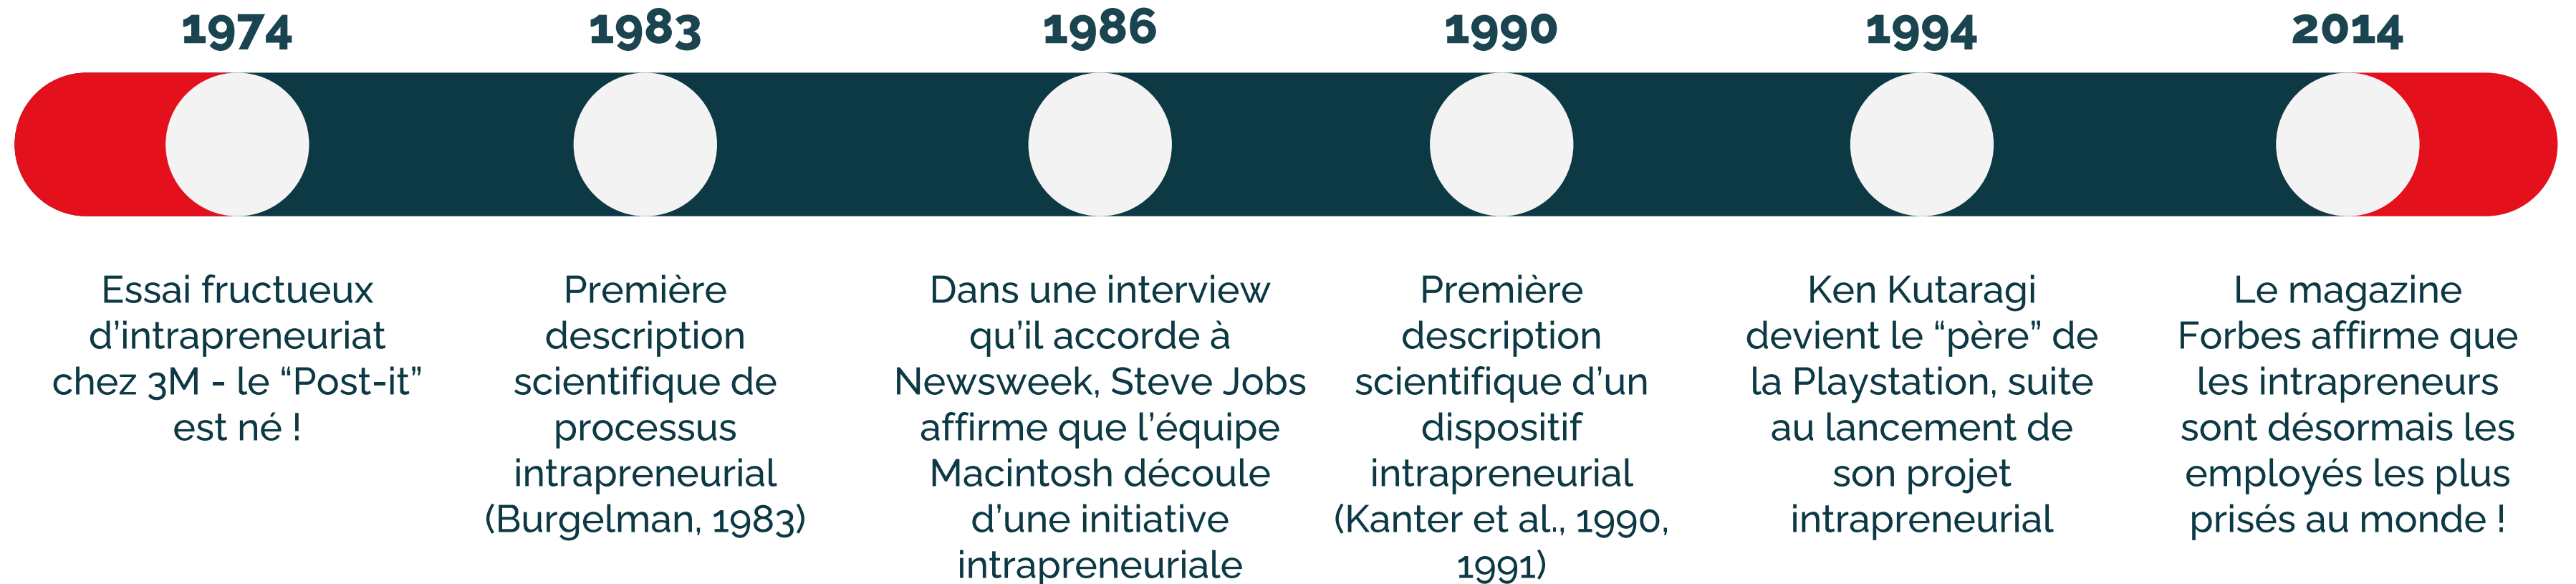 1974
Essai fructueux
d’intrapreneuriat
chez 3M - le “Post-it”
est né !
1983
Première
description
scientifique de
processus
intrapreneurial
(Burgelman, 1983)
1986
Dans une interview
qu’il accorde à
Newsweek, Steve Jobs
affirme que l’équipe
Macintosh découle
d’une initiative
intrapreneuriale
1990
Première
description
scientifique d’un
dispositif
intrapreneurial
(Kanter et al., 1990,
1991)
1994
Ken Kutaragi
devient le “père” de
la Playstation, suite
au lancement de
son projet
intrapreneurial
2014
Le magazine
Forbes affirme que
les intrapreneurs
sont désormais les
employés les plus
prisés au monde !